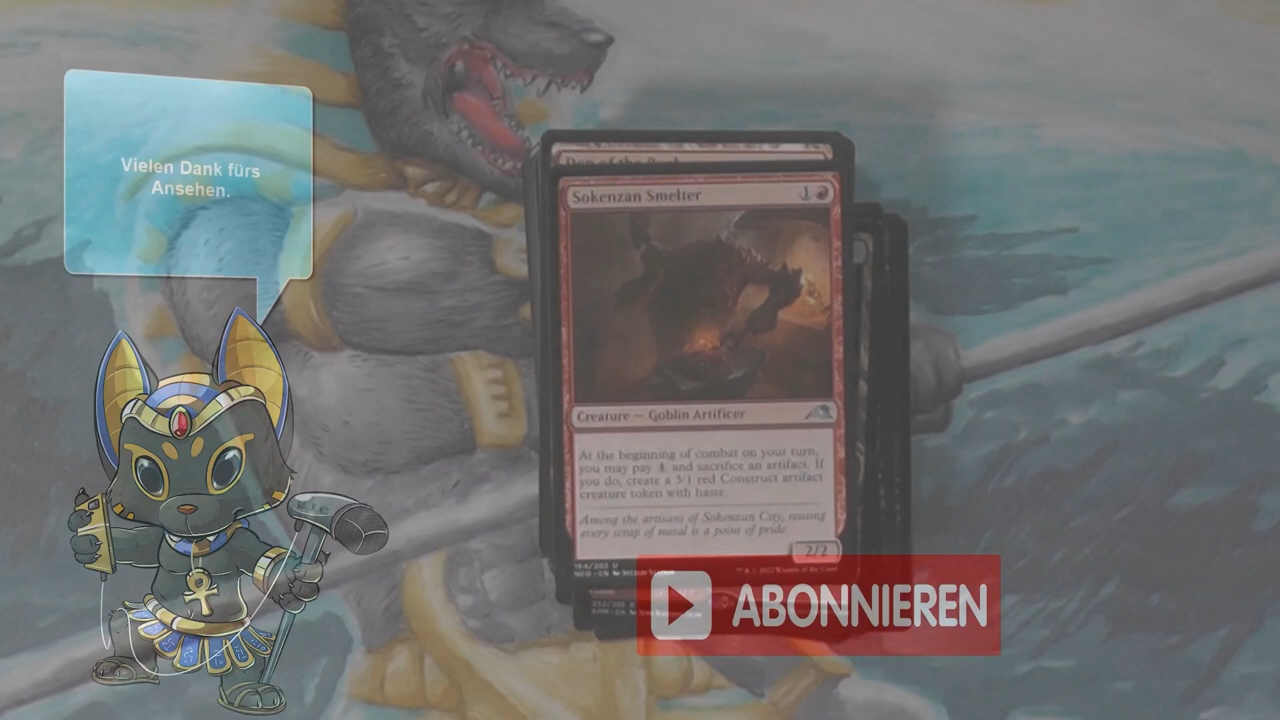 Vielen Dank fürs
Ansehen.
Sokenzan Smelter
1
Creature — Goblin Artificer
At the beginning of combat on your turn,
you may pay 1 and sacrifice an artifact. If
you do, create a 3/1 red Construct artifact
creature token with haste.
Among the artisans of Sokenzan City, reusing
every scrap of metal is a point of pride.
2/2
ABONNIEREN